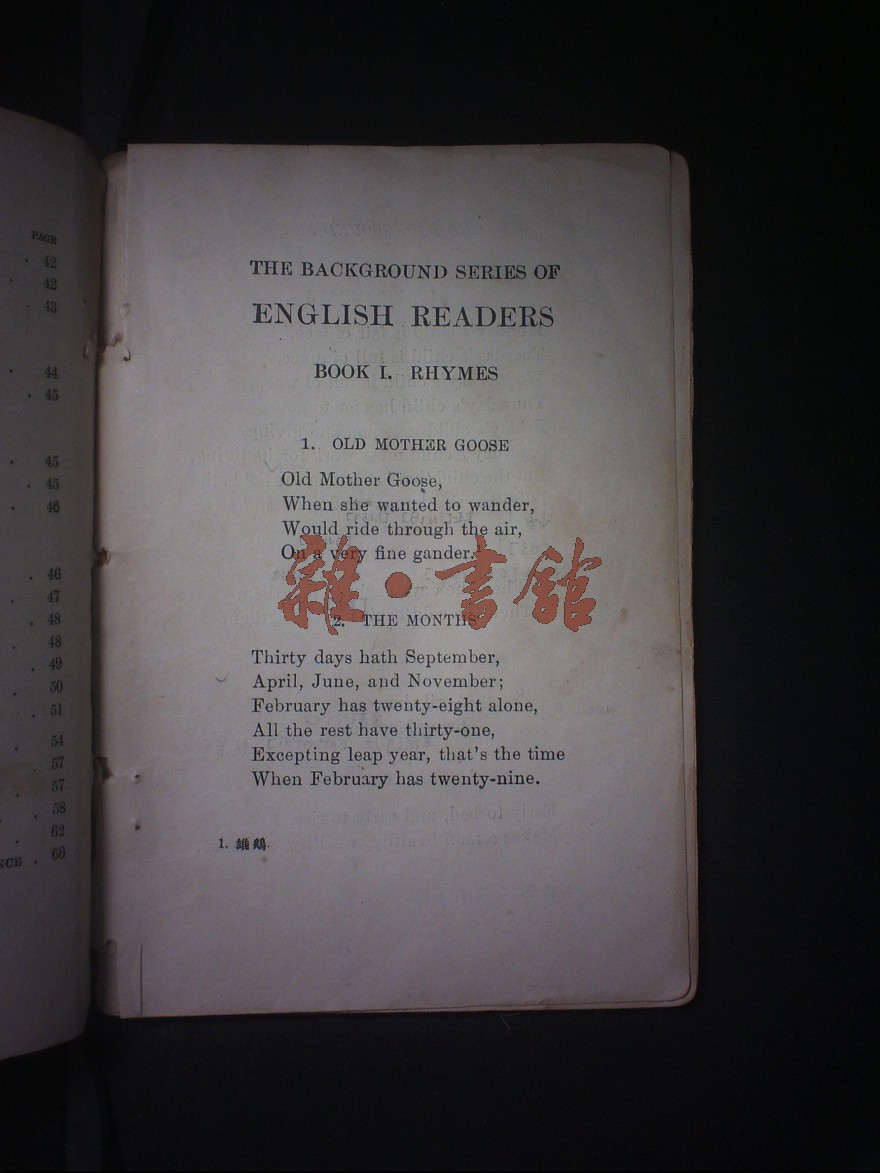 PAGE
42
42
43
44
45
45
45
46
46
47
48
48
49
50
51
54
57
57
58
62
NCE . 66
THE BACKGROUND SERIES OF
ENGLISH READERS
BOOK I. RHYMES
1. OLD MOTHER GOOSE
Old Mother Goose,
When she wanted to wander,
Would ride through the air,
On a very fine gander.1
雜·書館
2. THE MONTHS
Thirty days hath September,
April, June, and November;
February has twenty-eight alone,
All the rest have thirty-one,
Excepting leap year, that's the time
When February has twenty-nine.
1. 雄鵝.